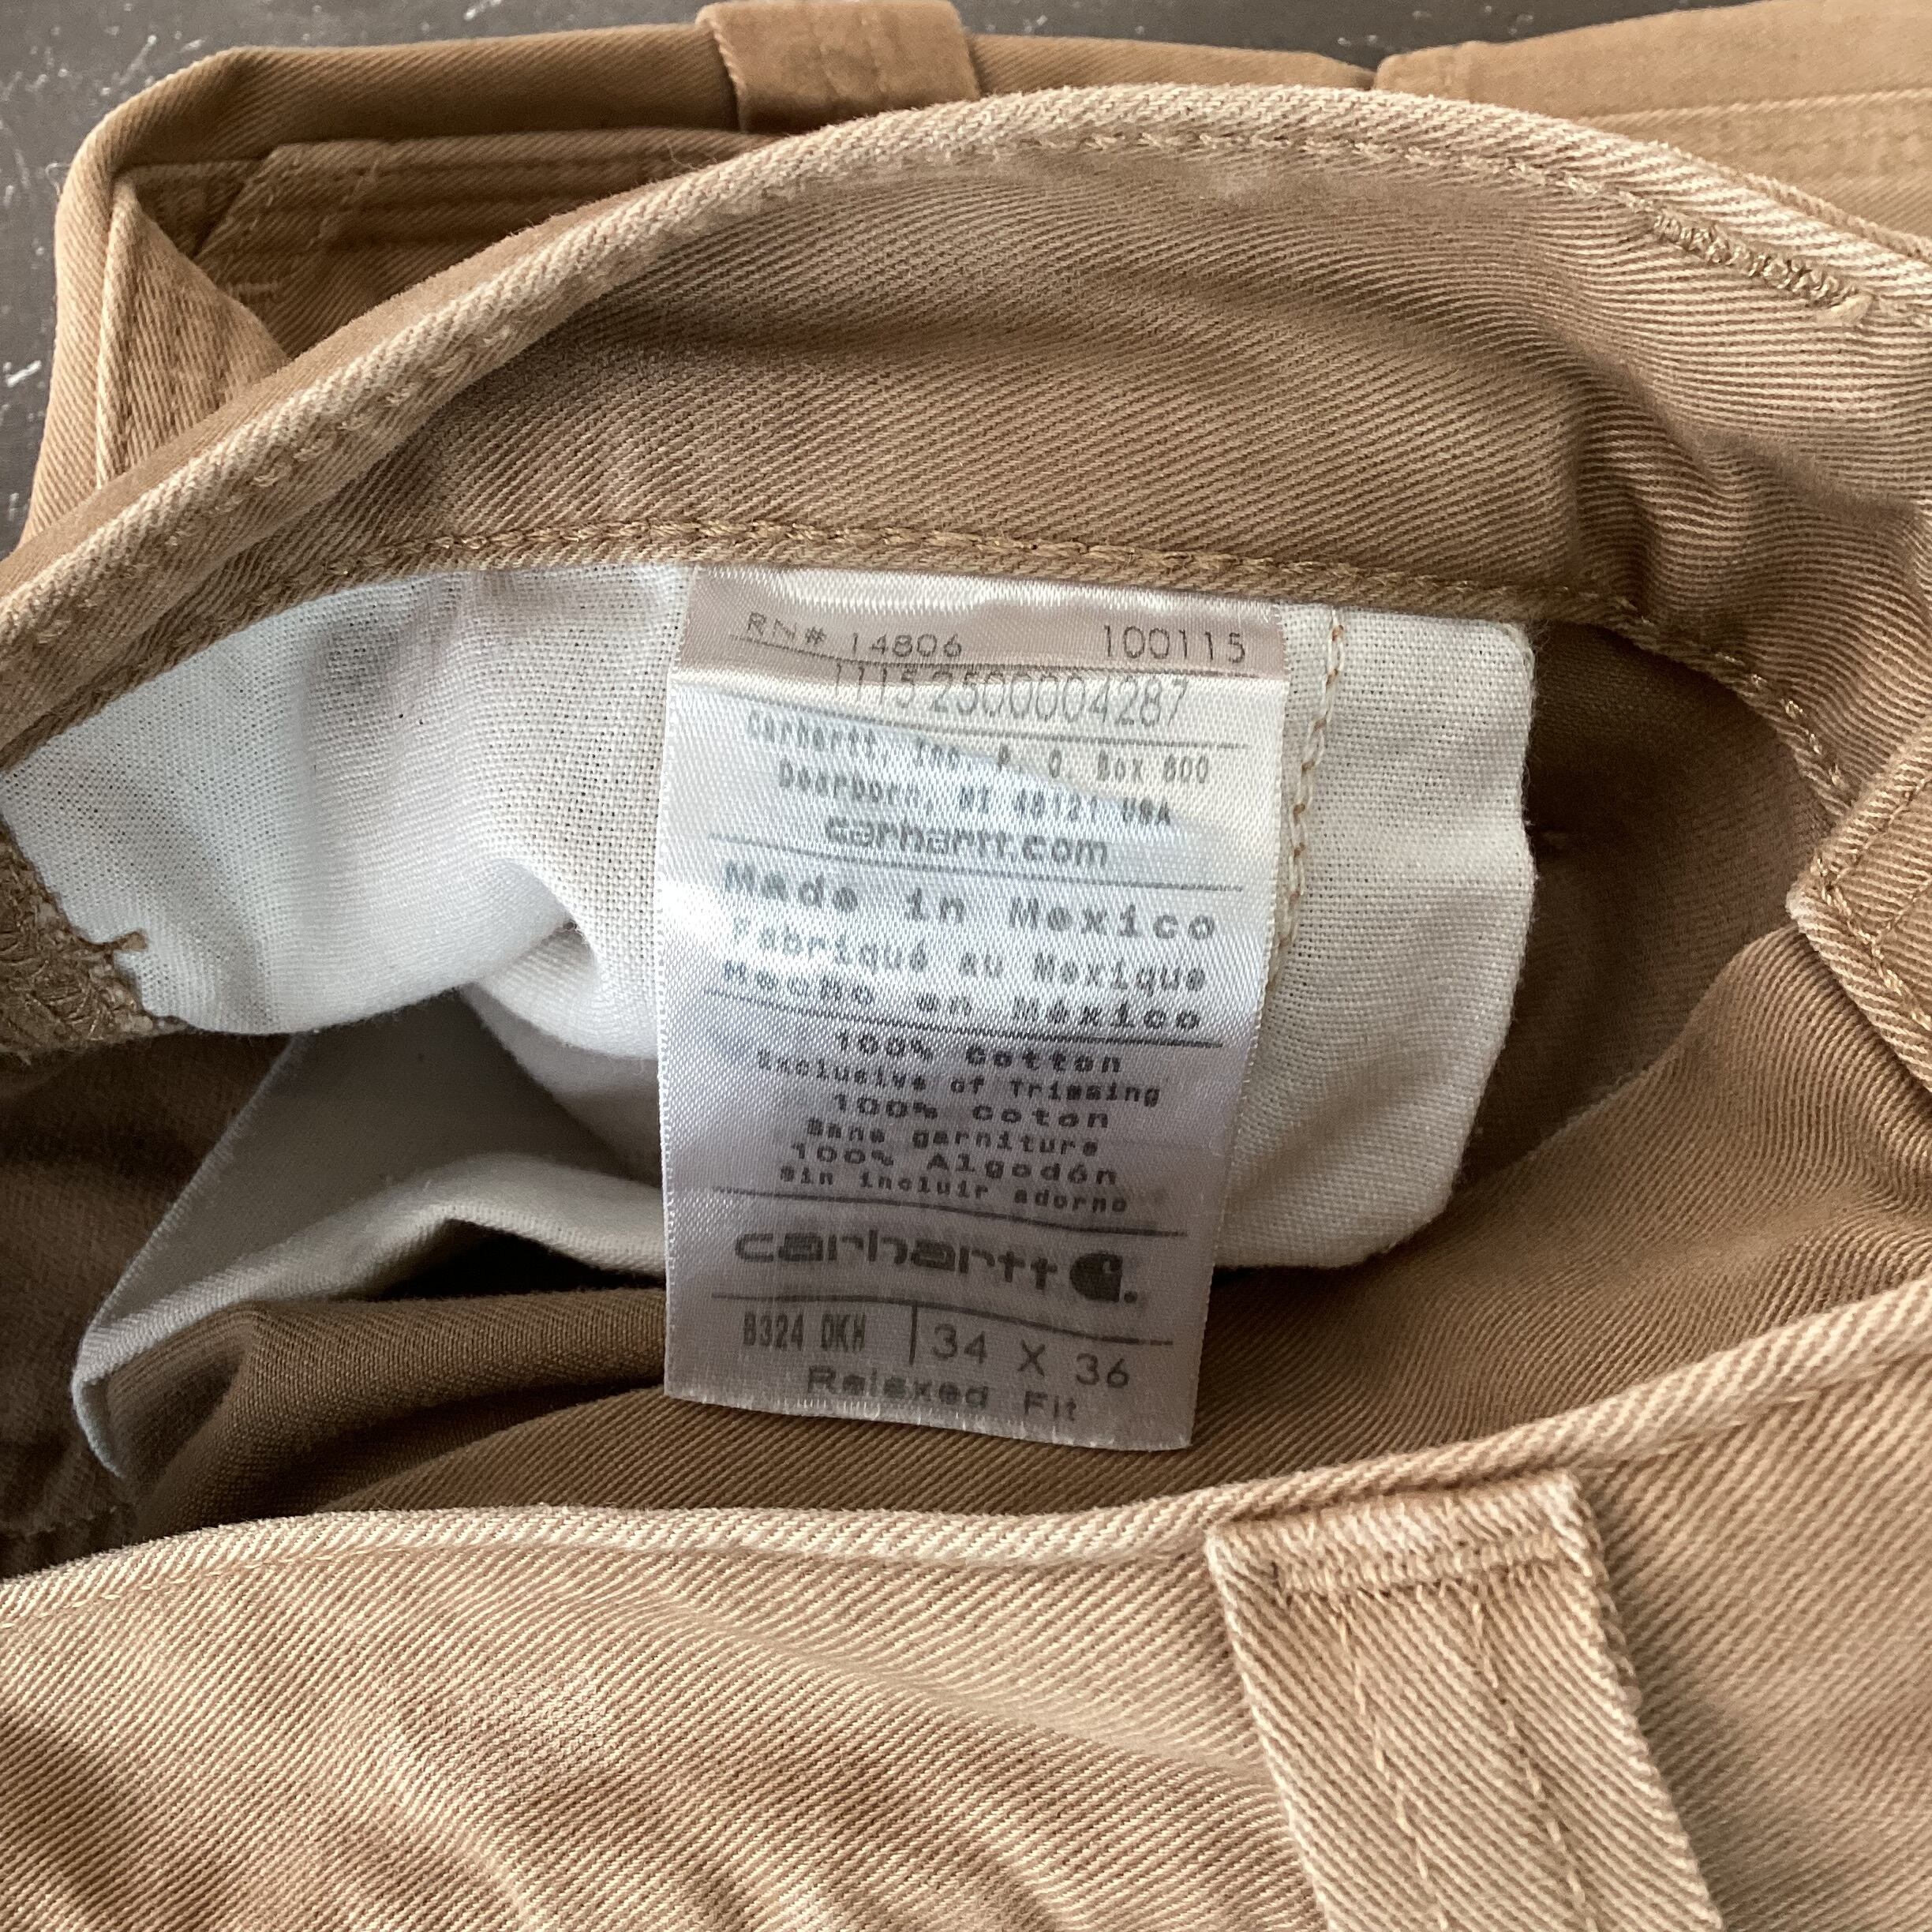 RN# 14806 100115
1115 2500004287
Carhartt, Inc. P. O. Box 600
Dearborn, MI 48121 USA
carhartt.com
Made in Mexico
Fabriqué au Mexique
Hecho en México
100% Cotton
Exclusive of Trimming
100% Coton
Sans garniture
100% Algodón
sin incluir adorno
carhartt
B324 DKH 34 X 36
Relaxed Fit